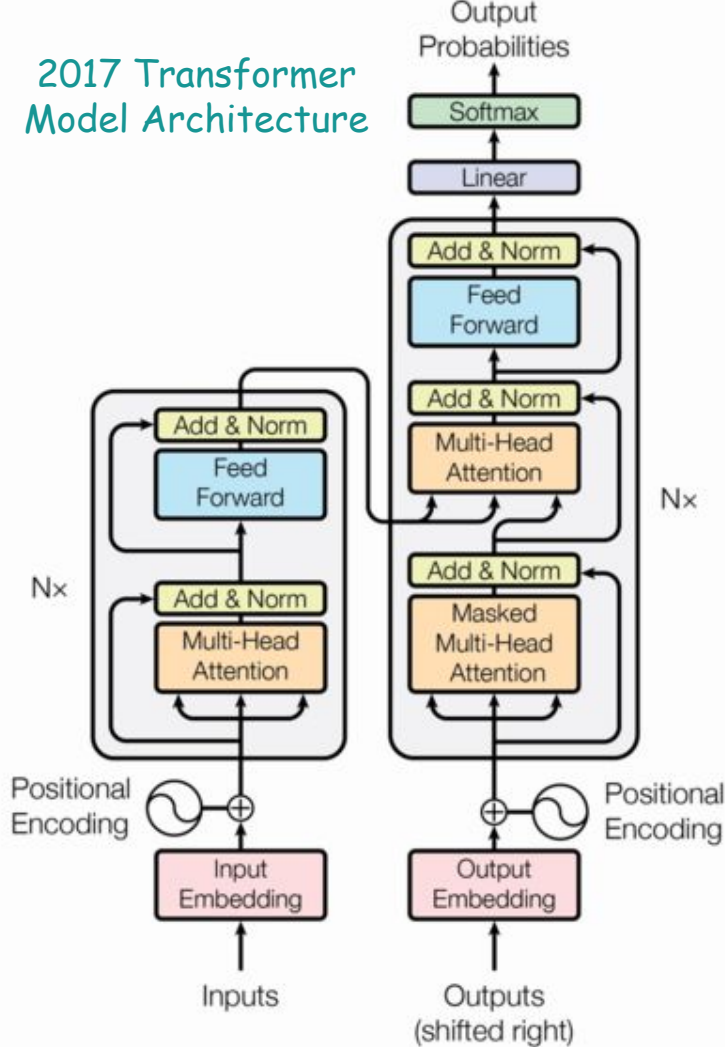 2017 Transformer
Model Architecture
Output
Probabilities
Softmax
Linear
Add & Norm
Feed
Forward
Add & Norm
Multi-Head
Attention
Nx
Add & Norm
Masked
Multi-Head
Attention
Add & Norm
Feed
Forward
Nx
Add & Norm
Multi-Head
Attention
Positional
Encoding
Positional
Encoding
Input
Embedding
Output
Embedding
Inputs
Outputs
(shifted right)